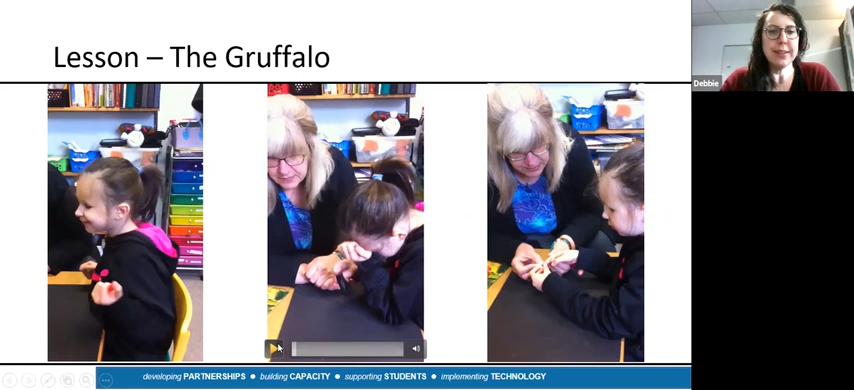 Lesson – The Gruffalo
Debbie
developing PARTNERSHIPS ● building CAPACITY ● supporting STUDENTS ● implementing TECHNOLOGY